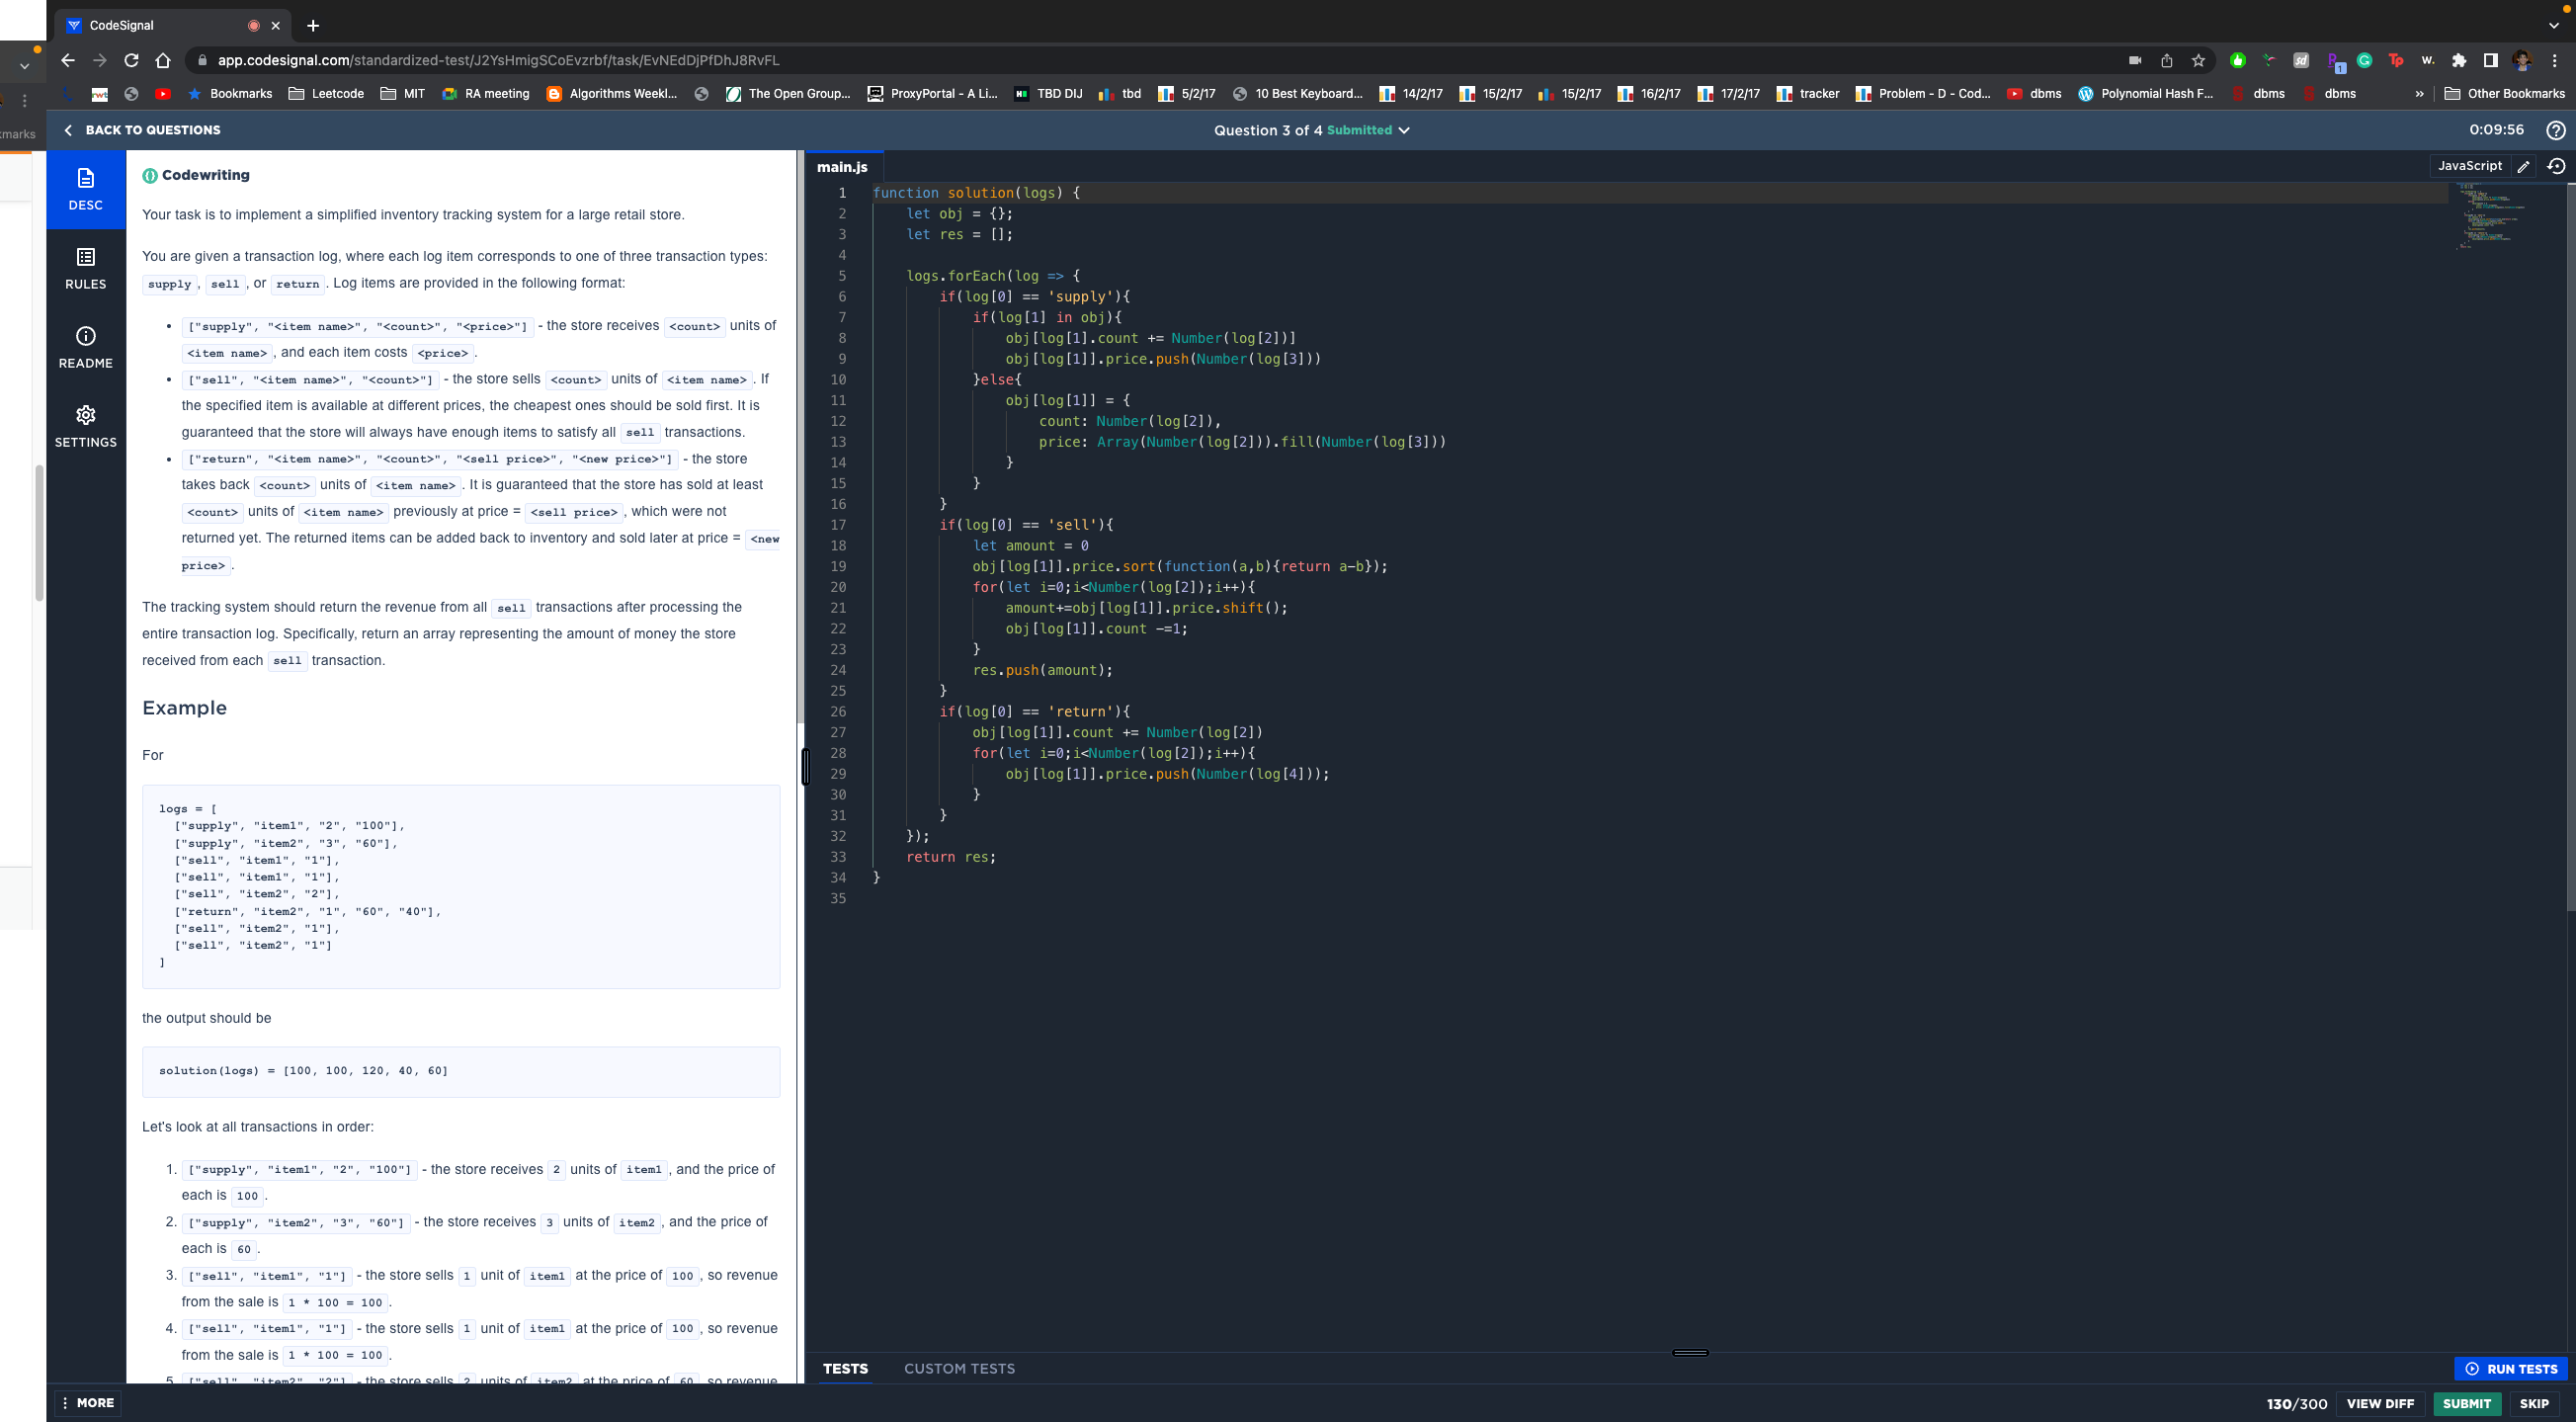 CodeSignal
app.codesignal.com/standardized-test/J2YsHmigSCoEvzrbf/task/EvNEdDjPfDhJ8RvFL
Bookmarks Leetcode MIT RA meeting Algorithms Weekl... The Open Group... ProxyPortal - A Li... TBD DIJ tbd 5/2/17 10 Best Keyboard... 14/2/17 15/2/17 15/2/17 16/2/17 17/2/17 tracker Problem - D - Cod... dbms Polynomial Hash F... dbms dbms » Other Bookmarks
BACK TO QUESTIONS
Question 3 of 4 Submitted
0:09:56
DESC
RULES
README
SETTINGS
Codewriting
Your task is to implement a simplified inventory tracking system for a large retail store.
You are given a transaction log, where each log item corresponds to one of three transaction types:
supply , sell , or return . Log items are provided in the following format:
• ["supply", "<item name>", "<count>", "<price>"] - the store receives <count> units of
<item name> , and each item costs <price> .
• ["sell", "<item name>", "<count>"] - the store sells <count> units of <item name> . If
the specified item is available at different prices, the cheapest ones should be sold first. It is
guaranteed that the store will always have enough items to satisfy all sell transactions.
• ["return", "<item name>", "<count>", "<sell price>", "<new price>"] - the store
takes back <count> units of <item name> . It is guaranteed that the store has sold at least
<count> units of <item name> previously at price = <sell price> , which were not
returned yet. The returned items can be added back to inventory and sold later at price = <new
price> .
The tracking system should return the revenue from all sell transactions after processing the
entire transaction log. Specifically, return an array representing the amount of money the store
received from each sell transaction.
Example
For
logs = [
["supply", "item1", "2", "100"],
["supply", "item2", "3", "60"],
["sell", "item1", "1"],
["sell", "item1", "1"],
["sell", "item2", "2"],
["return", "item2", "1", "60", "40"],
["sell", "item2", "1"],
["sell", "item2", "1"]
]
the output should be
solution(logs) = [100, 100, 120, 40, 60]
Let's look at all transactions in order:
1. ["supply", "item1", "2", "100"] - the store receives 2 units of item1 , and the price of
each is 100 .
2. ["supply", "item2", "3", "60"] - the store receives 3 units of item2 , and the price of
each is 60 .
3. ["sell", "item1", "1"] - the store sells 1 unit of item1 at the price of 100 , so revenue
from the sale is 1 * 100 = 100 .
4. ["sell", "item1", "1"] - the store sells 1 unit of item1 at the price of 100 , so revenue
from the sale is 1 * 100 = 100 .
5. ["sell", "item2", "2"] - the store sells 2 units of item2 at the price of 60 , so revenue
main.js
JavaScript
1 function solution(logs) {
2 let obj = {};
3 let res = [];
4
5 logs.forEach(log => {
6 if(log[0] == 'supply'){
7 if(log[1] in obj){
8 obj[log[1].count += Number(log[2])]
9 obj[log[1]].price.push(Number(log[3]))
10 }else{
11 obj[log[1]] = {
12 count: Number(log[2]),
13 price: Array(Number(log[2])).fill(Number(log[3]))
14 }
15 }
16 }
17 if(log[0] == 'sell'){
18 let amount = 0
19 obj[log[1]].price.sort(function(a,b){return a-b});
20 for(let i=0;i<Number(log[2]);i++){
21 amount+=obj[log[1]].price.shift();
22 obj[log[1]].count -=1;
23 }
24 res.push(amount);
25 }
26 if(log[0] == 'return'){
27 obj[log[1]].count += Number(log[2])
28 for(let i=0;i<Number(log[2]);i++){
29 obj[log[1]].price.push(Number(log[4]));
30 }
31 }
32 });
33 return res;
34 }
35
TESTS CUSTOM TESTS
RUN TESTS
MORE
130/300 VIEW DIFF SUBMIT SKIP